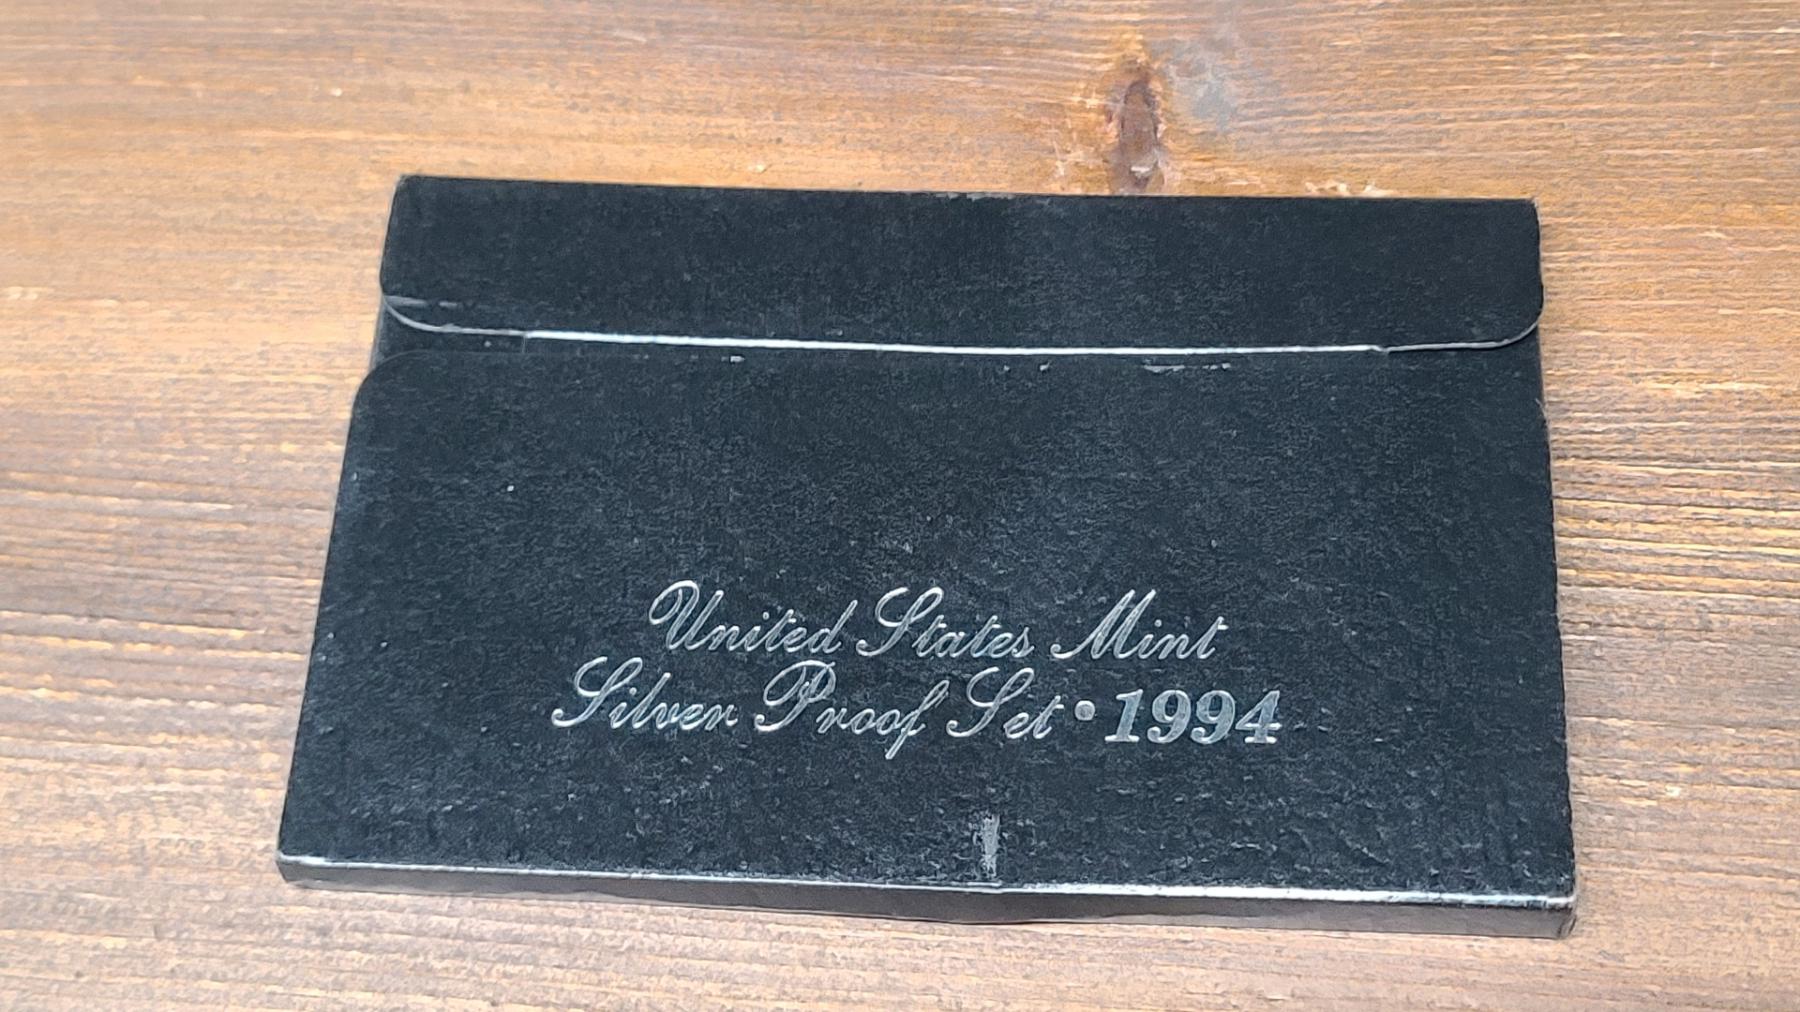 United States Mint
Silver Proof Set • 1994